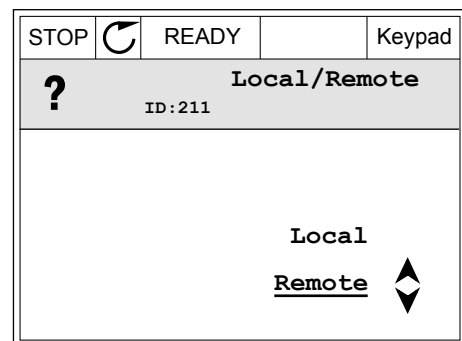 STOP READY Keypad
? Local/Remote
ID:211
Local
Remote